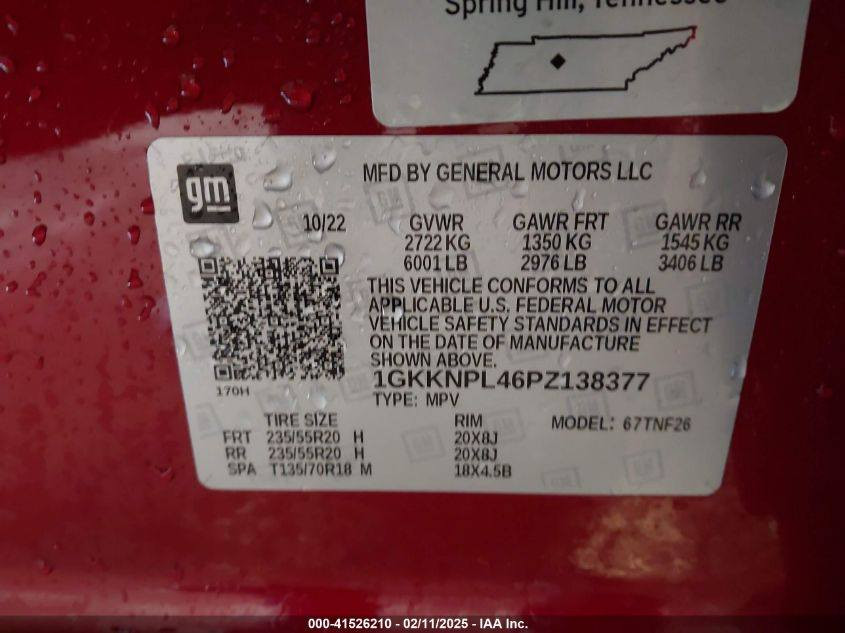 Spring Hill, Tennessee
gm
MFD BY GENERAL MOTORS LLC
10/22 GVWR GAWR FRT GAWR RR
2722 KG 1350 KG 1545 KG
6001 LB 2976 LB 3406 LB
THIS VEHICLE CONFORMS TO ALL
APPLICABLE U.S. FEDERAL MOTOR
VEHICLE SAFETY STANDARDS IN EFFECT
ON THE DATE OF MANUFACTURE
SHOWN ABOVE.
1GKKNPL46PZ138377
170H
TYPE: MPV
TIRE SIZE RIM MODEL: 67TNF26
FRT 235/55R20 H 20X8J
RR 235/55R20 H 20X8J
SPA T135/70R18 M 18X4.5B
000-41526210 - 02/11/2025 - IAA Inc.